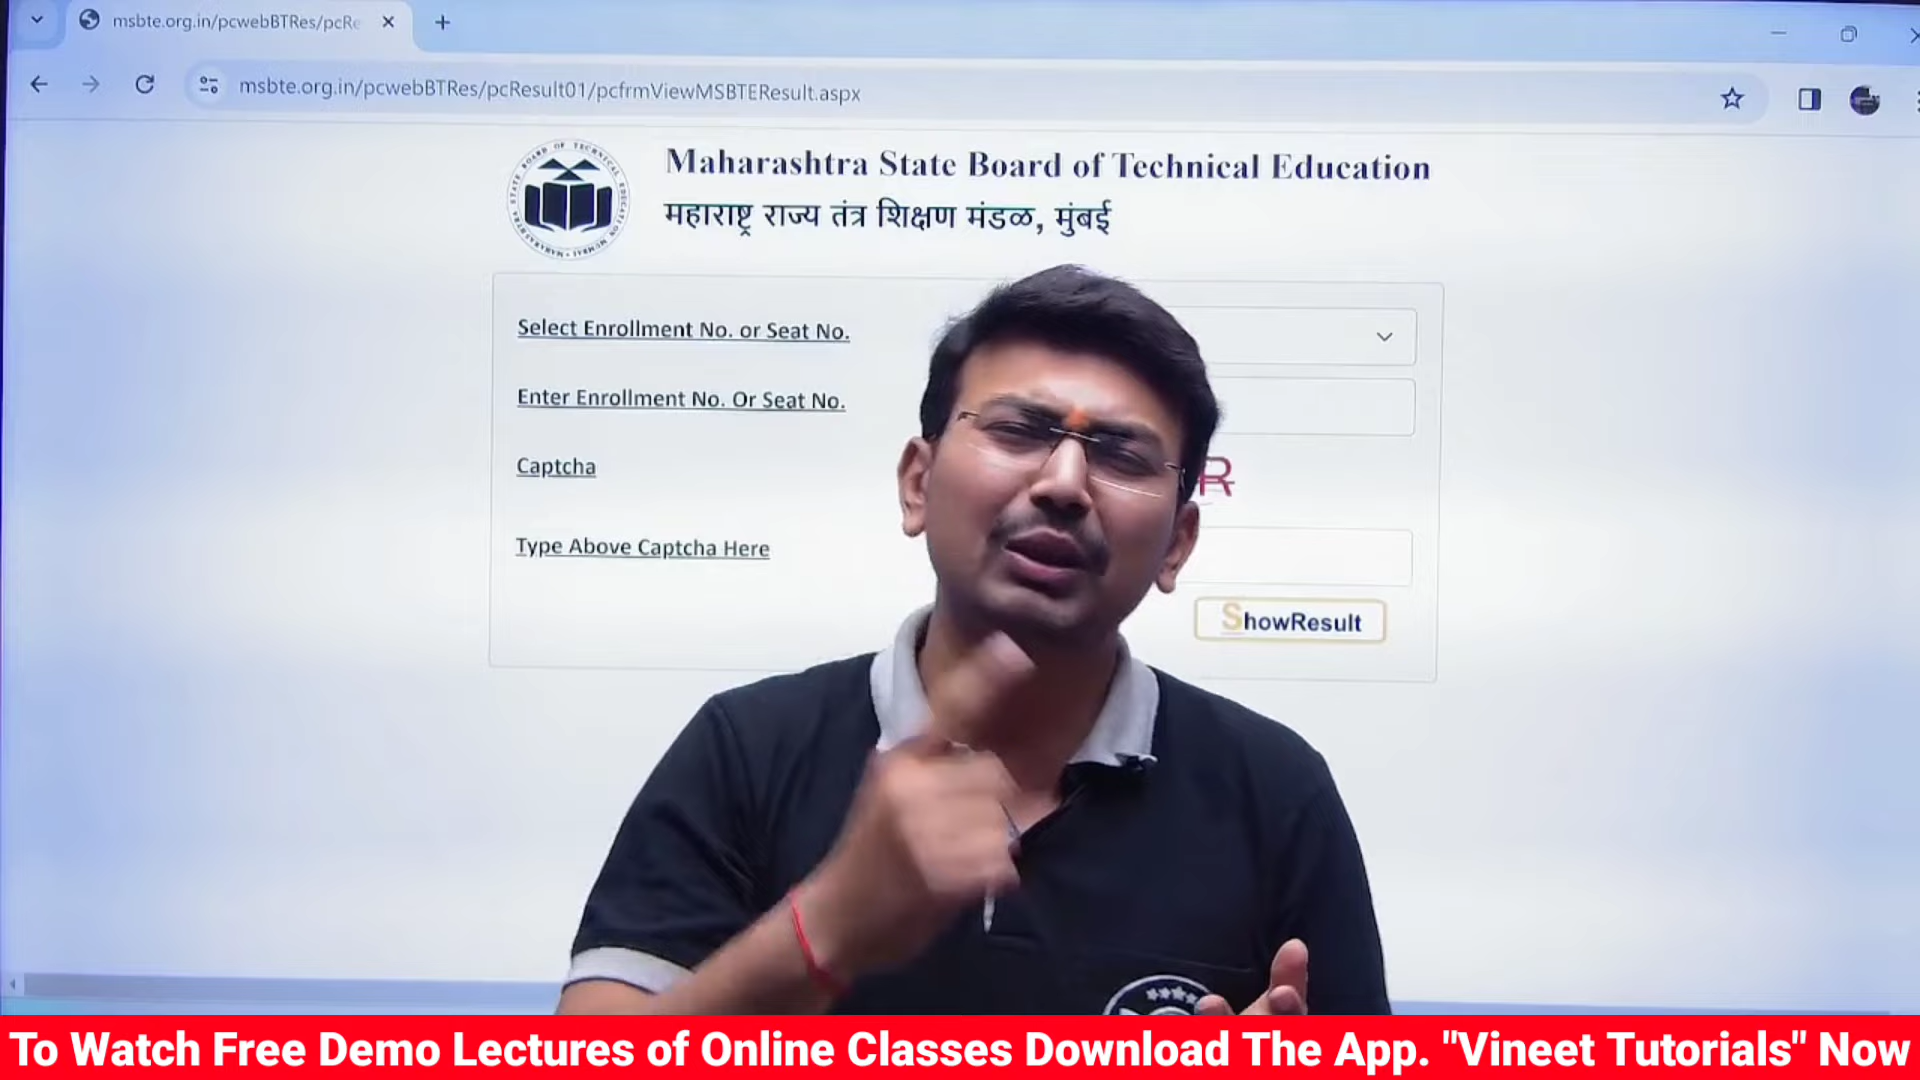 msbte.org.in/pcwebBTRes/pcRe
msbte.org.in/pcwebBTRes/pcResult01/pcfrmViewMSBTEResult.aspx
Maharashtra State Board of Technical Education
महाराष्ट्र राज्य तंत्र शिक्षण मंडळ, मुंबई
Select Enrollment No. or Seat No.
Enter Enrollment No. Or Seat No.
Captcha
R
Type Above Captcha Here
ShowResult
To Watch Free Demo Lectures of Online Classes Download The App. "Vineet Tutorials" Now